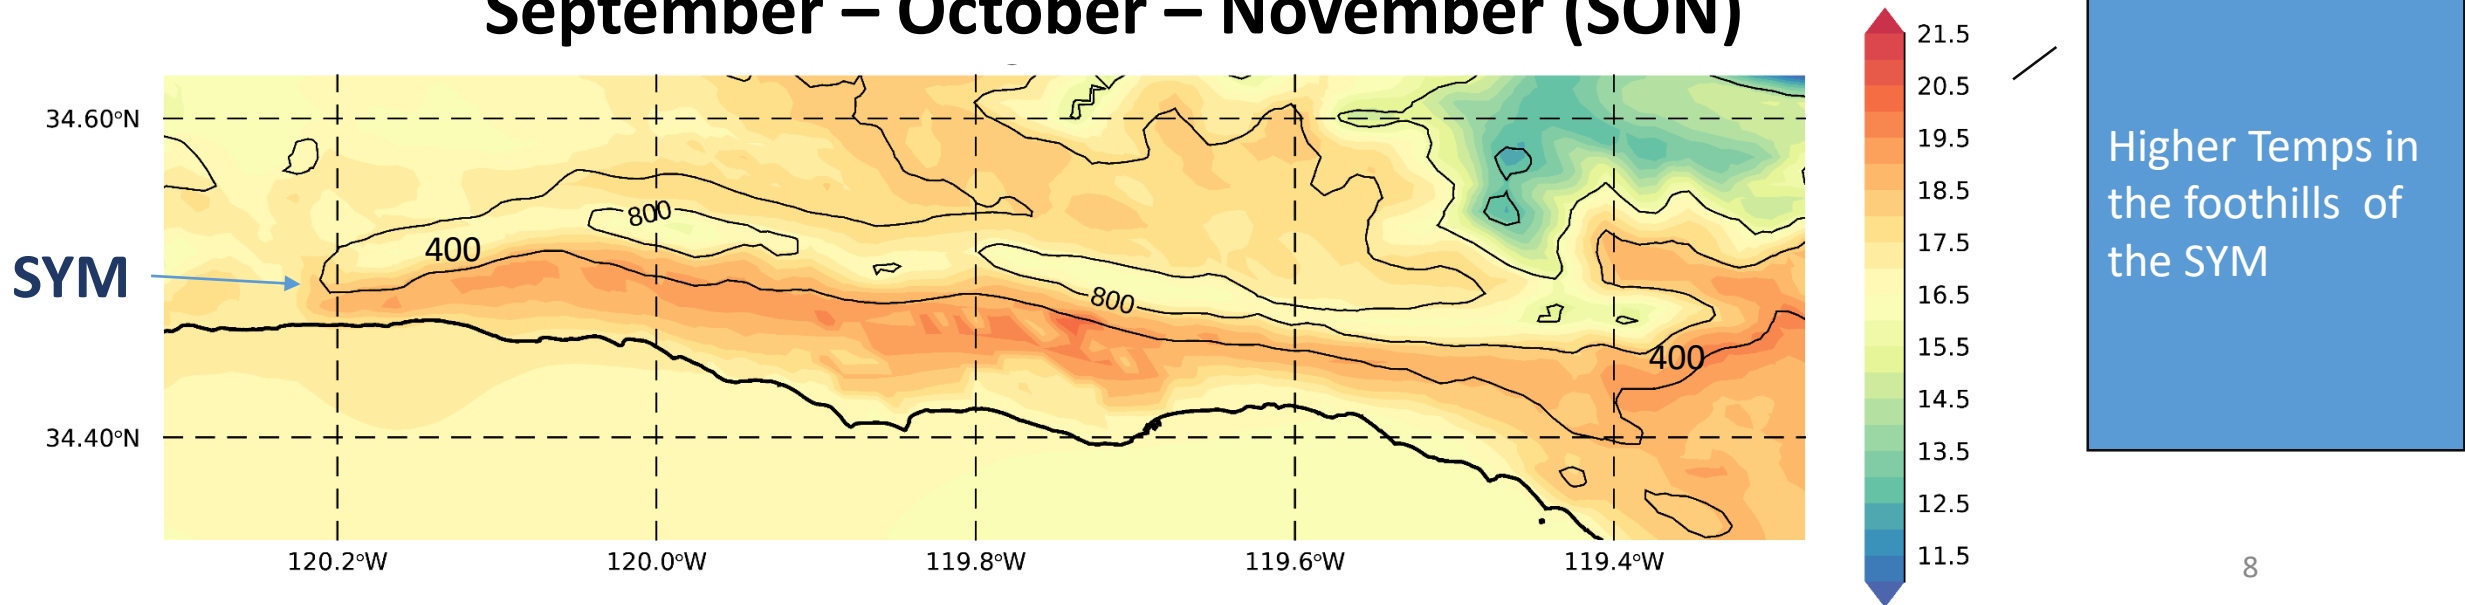 September – October – November (SON)
34.60°N
34.40°N
SYM
400
800
800
400
120.2°W
120.0°W
119.8°W
119.6°W
119.4°W
21.5
20.5
19.5
18.5
17.5
16.5
15.5
14.5
13.5
12.5
11.5
Higher Temps in
the foothills of
the SYM
8